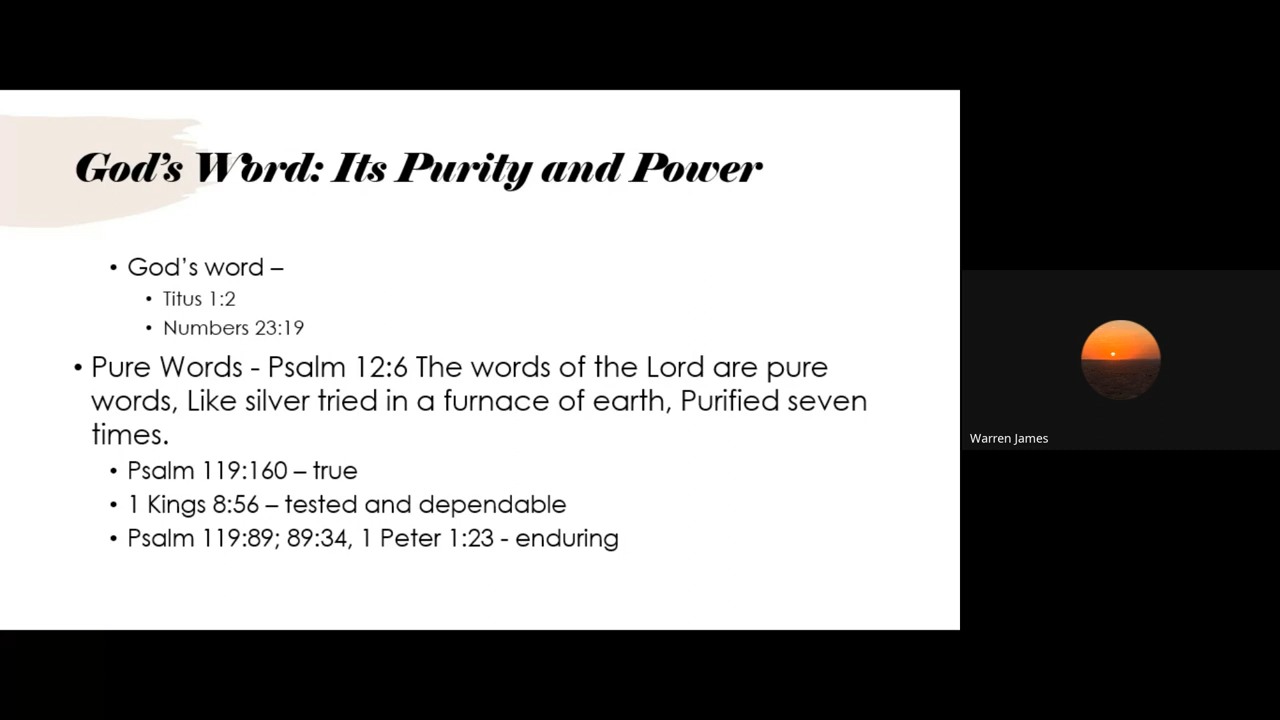 God's Word: Its Purity and Power
• God's word –
• Titus 1:2
• Numbers 23:19
• Pure Words - Psalm 12:6 The words of the Lord are pure
words, Like silver tried in a furnace of earth, Purified seven
times.
• Psalm 119:160 – true
• 1 Kings 8:56 – tested and dependable
• Psalm 119:89; 89:34, 1 Peter 1:23 - enduring
Warren James